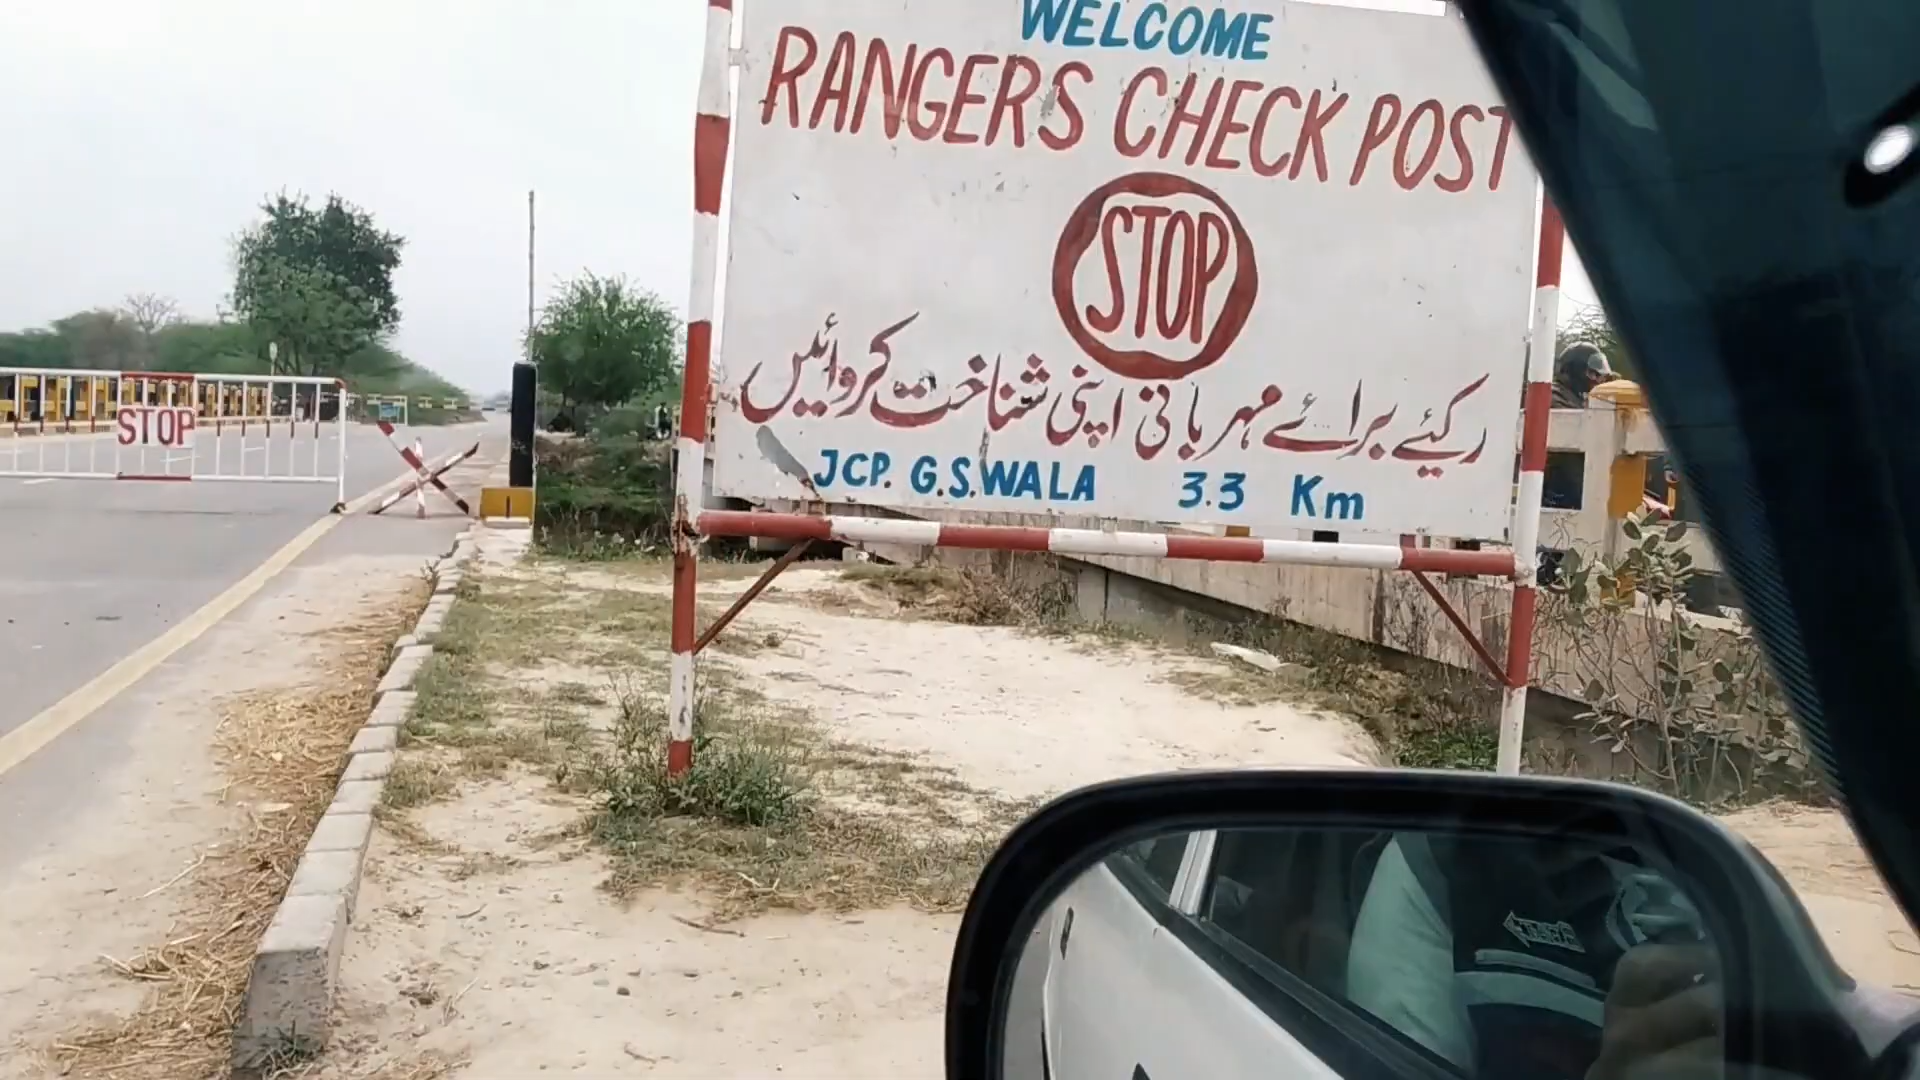 WELCOME
RANGERS CHECK POST
STOP
رکیئے برائے مہربانی اپنی شناخت کروائیں
JCP. G.S.WALA 3.3 Km
STOP